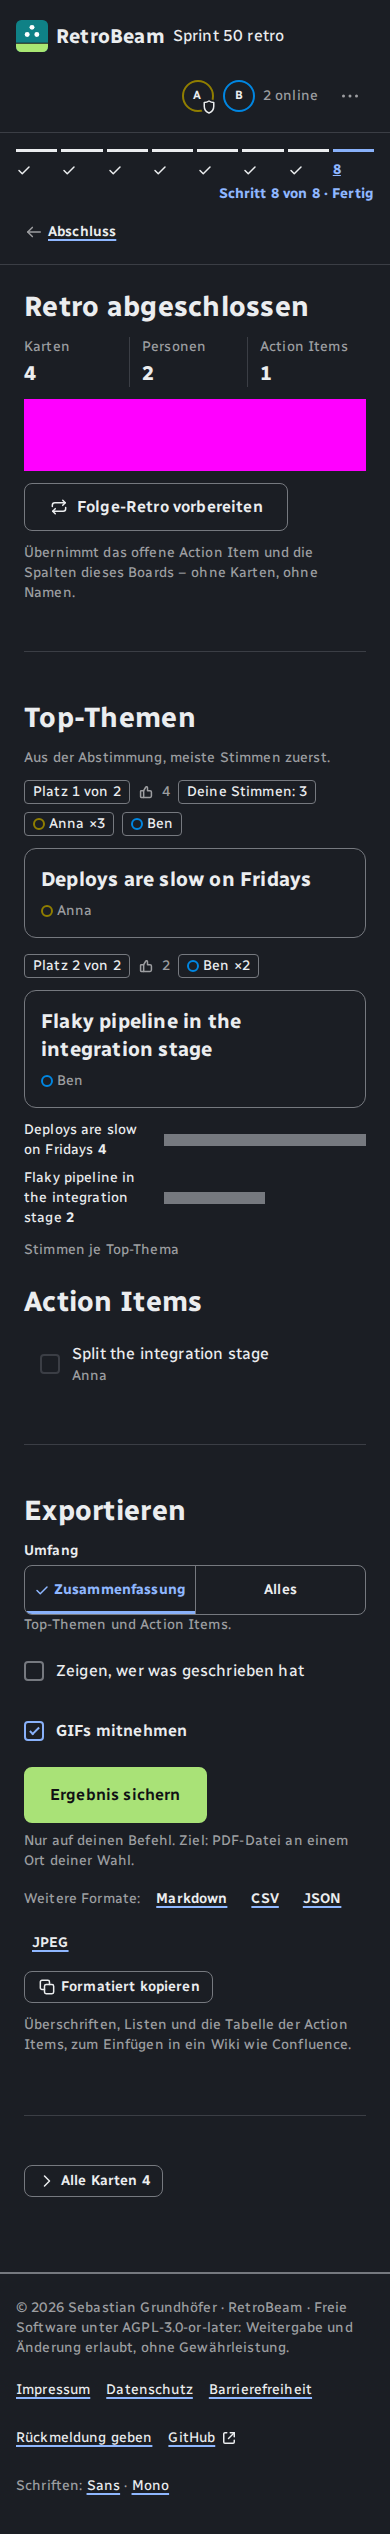 RetroBeam Sprint 50 retro
A B 2 online ...
8
Schritt 8 von 8 · Fertig
Abschluss
Retro abgeschlossen
Karten Personen Action Items
4 2 1
Folge-Retro vorbereiten
Übernimmt das offene Action Item und die
Spalten dieses Boards – ohne Karten, ohne
Namen.
Top-Themen
Aus der Abstimmung, meiste Stimmen zuerst.
Platz 1 von 2 4 Deine Stimmen: 3
Anna ×3 Ben
Deploys are slow on Fridays
Anna
Platz 2 von 2 2 Ben ×2
Flaky pipeline in the
integration stage
Ben
Deploys are slow
on Fridays 4
Flaky pipeline in
the integration
stage 2
Stimmen je Top-Thema
Action Items
Split the integration stage
Anna
Exportieren
Umfang
Zusammenfassung Alles
Top-Themen und Action Items.
Zeigen, wer was geschrieben hat
GIFs mitnehmen
Ergebnis sichern
Nur auf deinen Befehl. Ziel: PDF-Datei an einem
Ort deiner Wahl.
Weitere Formate: Markdown CSV JSON
JPEG
Formatiert kopieren
Überschriften, Listen und die Tabelle der Action
Items, zum Einfügen in ein Wiki wie Confluence.
Alle Karten 4
© 2026 Sebastian Grundhöfer · RetroBeam · Freie
Software unter AGPL-3.0-or-later: Weitergabe und
Änderung erlaubt, ohne Gewährleistung.
Impressum Datenschutz Barrierefreiheit
Rückmeldung geben GitHub
Schriften: Sans · Mono